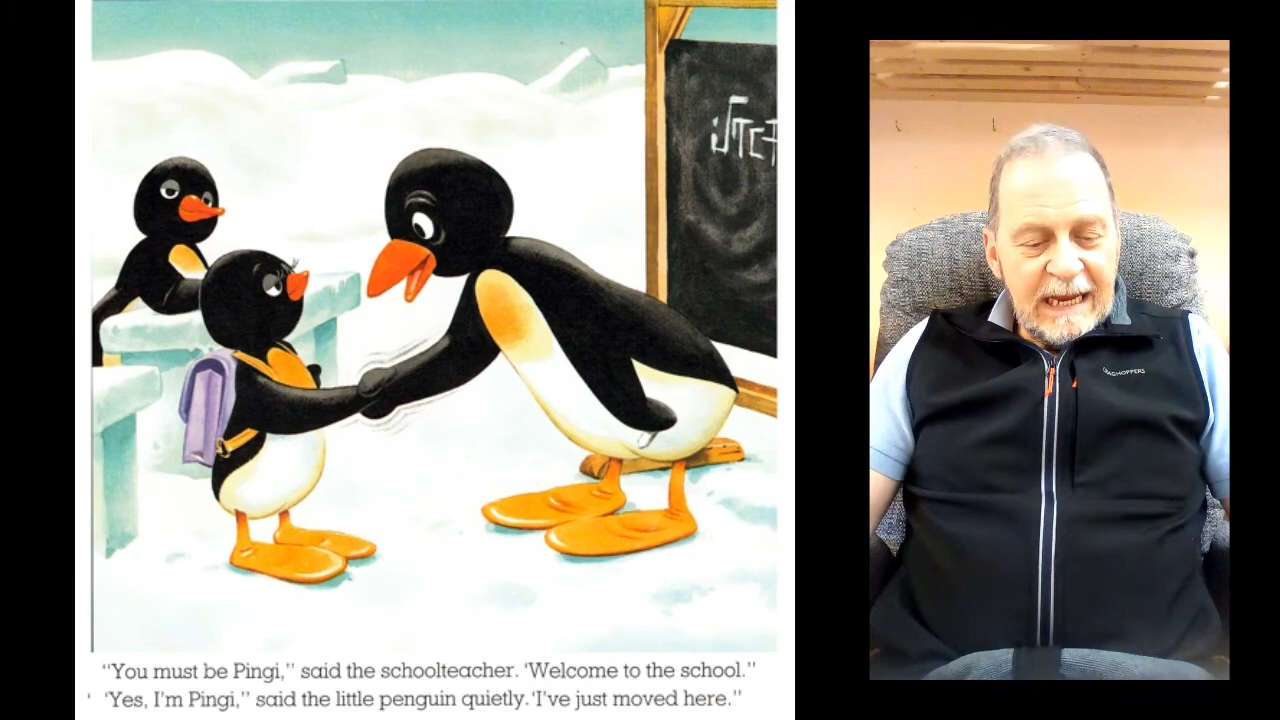 "You must be Pingi," said the schoolteacher. 'Welcome to the school."
' 'Yes, I'm Pingi," said the little penguin quietly. 'I've just moved here."